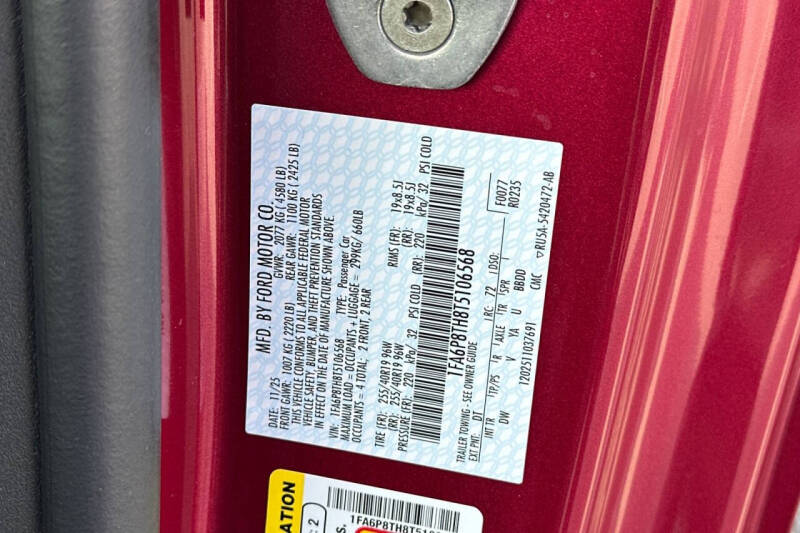 MFD. BY FORD MOTOR CO.
DATE: 11/25 GVWR: 2077 KG ( 4580 LB)
FRONT GAWR: 1007 KG ( 2220 LB) REAR GAWR: 1100 KG ( 2425 LB)
THIS VEHICLE CONFORMS TO ALL APPLICABLE FEDERAL MOTOR
VEHICLE SAFETY, BUMPER, AND THEFT PREVENTION STANDARDS
IN EFFECT ON THE DATE OF MANUFACTURE SHOWN ABOVE.
VIN: 1FA6P8TH8T5106568 TYPE: Passenger Car
MAXIMUM LOAD = OCCUPANTS + LUGGAGE = 299KG/ 660LB
OCCUPANTS = 4 TOTAL; 2 FRONT, 2 REAR
TIRE (FR): 255/40R19 96W RIMS (FR): 19x8.5J
(RR): 255/40R19 96W (RR): 19x8.5J
PRESSURE (FR): 220 kPa/ 32 PSI COLD (RR): 220 kPa/ 32 PSI COLD
1FA6P8TH8T5106568
TRAILER TOWING - SEE OWNER GUIDE
EXT PNT: DT RC: 72 DSO: F0077
R0235
INT TR TP/PS R AXLE TR SPR
DW V YA U BBDD
1202511037691 CMC ▽RU5A-5420472-AB
1FA6P8TH8T510
: 2